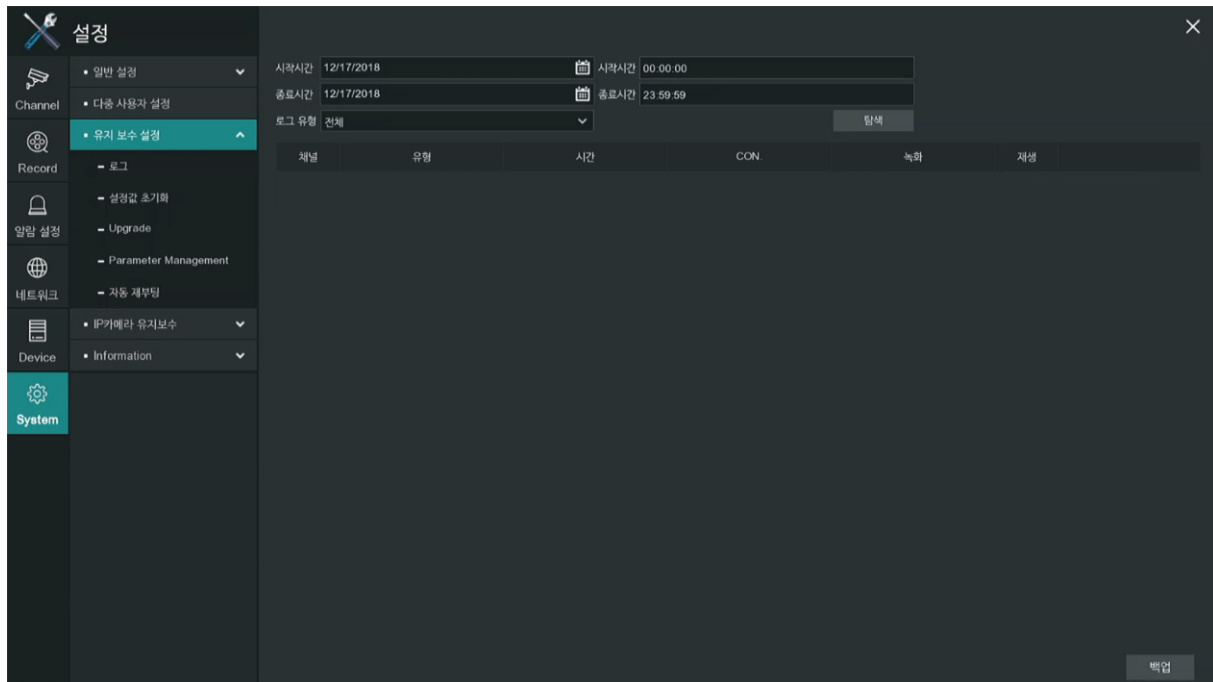 설정
Channel
Record
알람 설정
네트워크
Device
System
일반 설정
다중 사용자 설정
유지 보수 설정
로그
설정값 초기화
Upgrade
Parameter Management
자동 재부팅
IP카메라 유지보수
Information
시작시간 12/17/2018 시작시간 00:00:00
종료시간 12/17/2018 종료시간 23:59:59
로그 유형 전체 탐색
채널 유형 시간 CON. 녹화 재생
백업